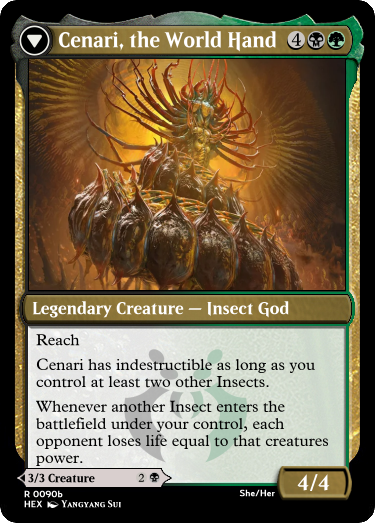 Cenari, the World Hand 4
Legendary Creature — Insect God
Reach
Cenari has indestructible as long as you
control at least two other Insects.
Whenever another Insect enters the
battlefield under your control, each
opponent loses life equal to that creatures
power.
3/3 Creature 2
4/4
R 0090b
HEX Yangyang Sui
She/Her